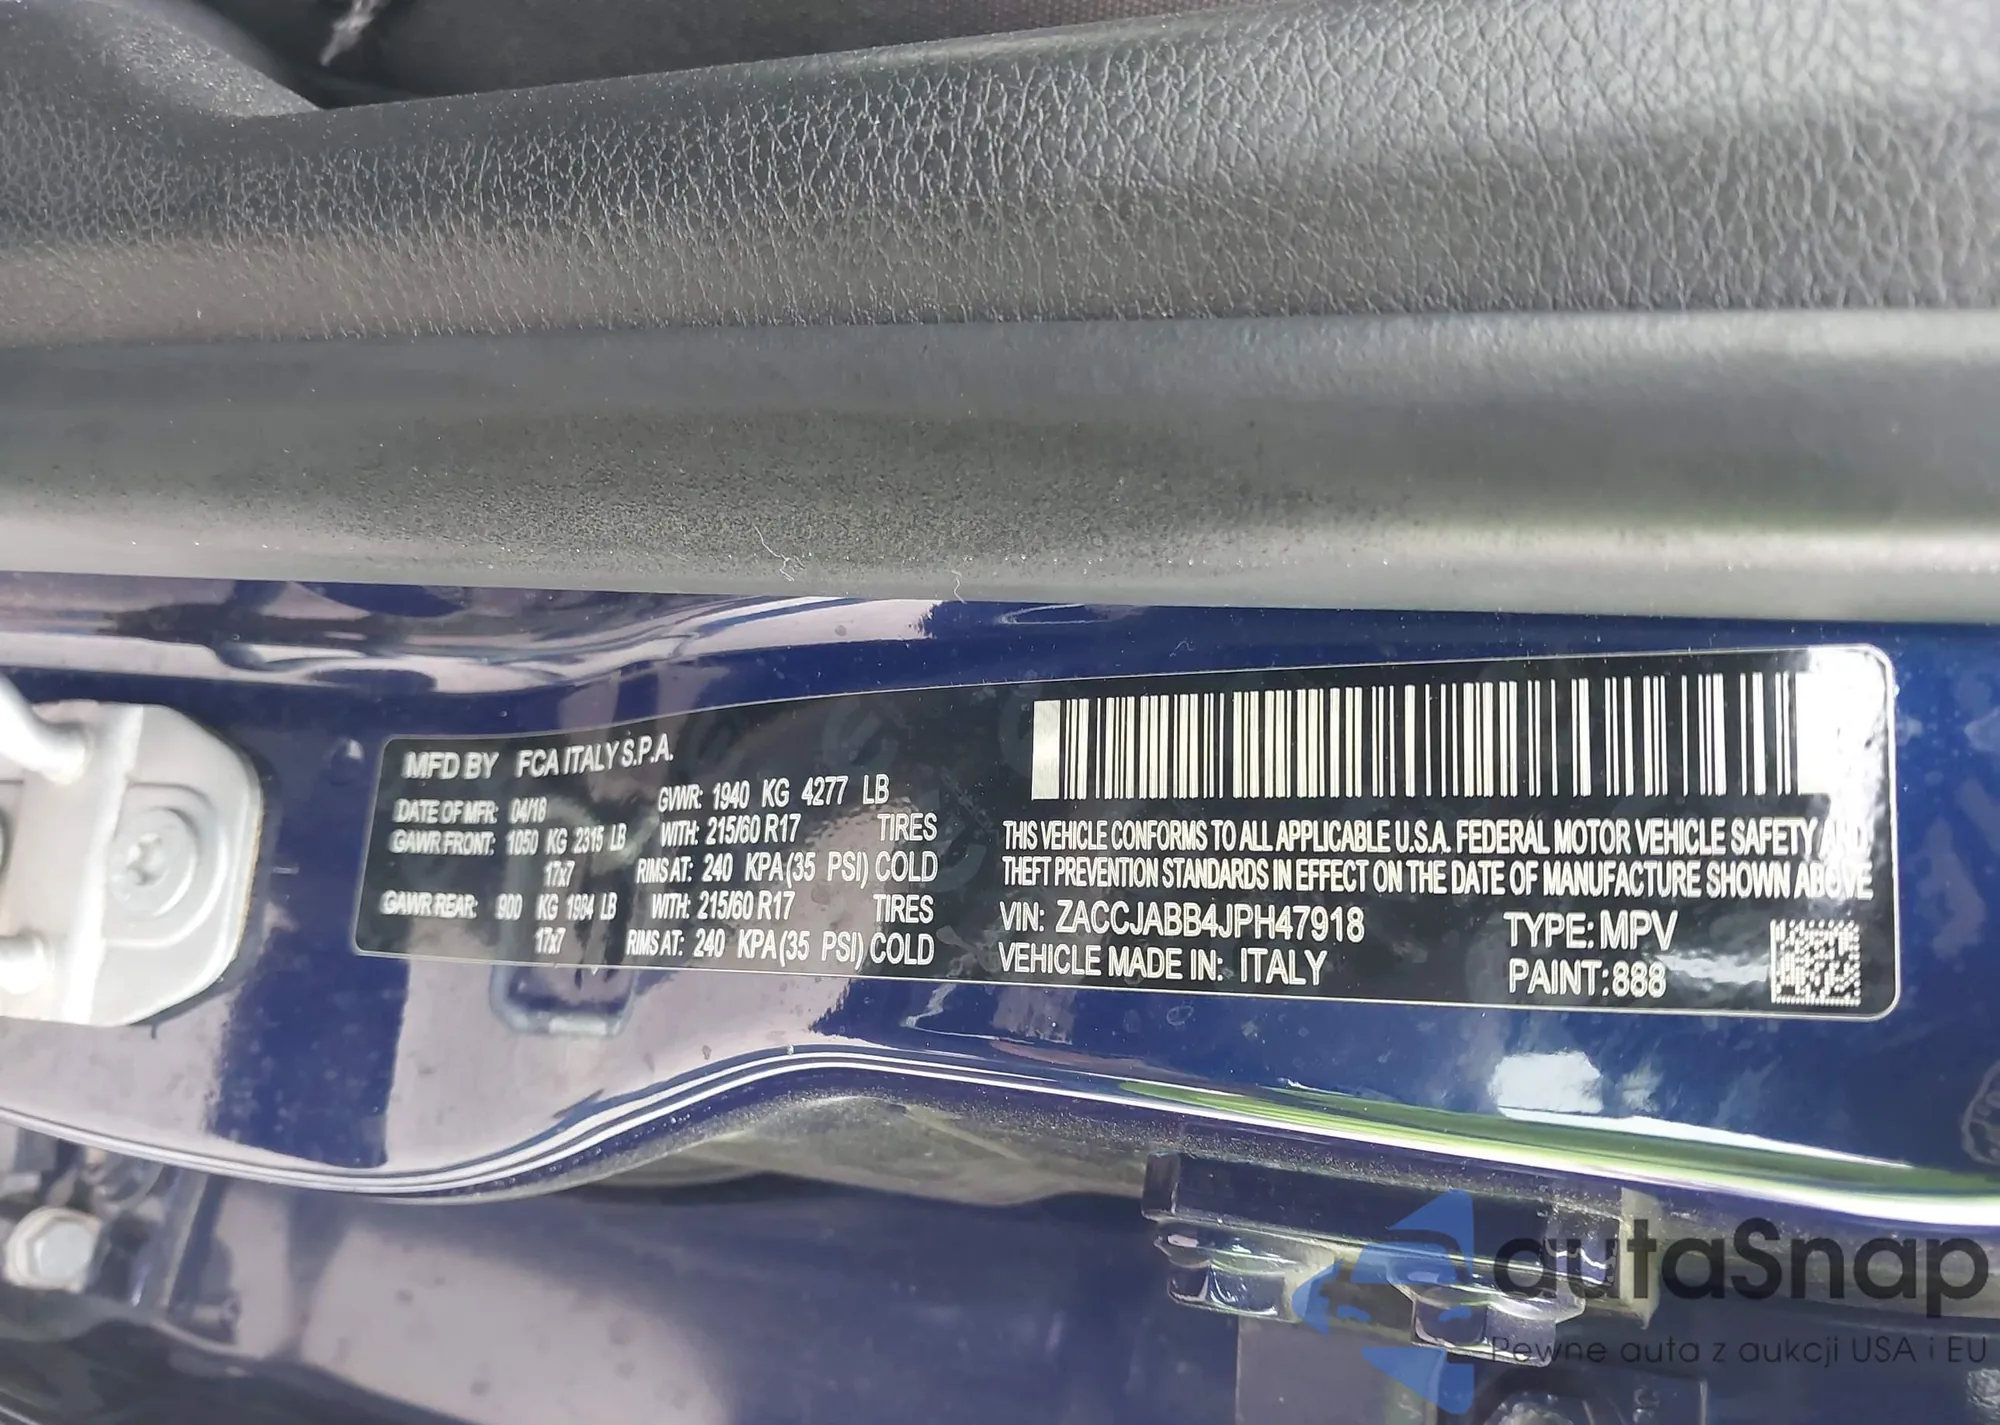 MFD BY FCA ITALY S.P.A.
DATE OF MFR: 04/18 GVWR: 1940 KG 4277 LB
GAWR FRONT: 1050 KG 2315 LB WITH: 215/60 R17 TIRES
17x7 RIMS AT: 240 KPA (35 PSI) COLD
GAWR REAR: 900 KG 1984 LB WITH: 215/60 R17 TIRES
17x7 RIMS AT: 240 KPA (35 PSI) COLD
THIS VEHICLE CONFORMS TO ALL APPLICABLE U.S.A. FEDERAL MOTOR VEHICLE SAFETY AND
THEFT PREVENTION STANDARDS IN EFFECT ON THE DATE OF MANUFACTURE SHOWN ABOVE
VIN: ZACCJABB4JPH47918 TYPE: MPV
VEHICLE MADE IN: ITALY PAINT: 888
autaSnap
Pewne auta z aukcji USA i EU